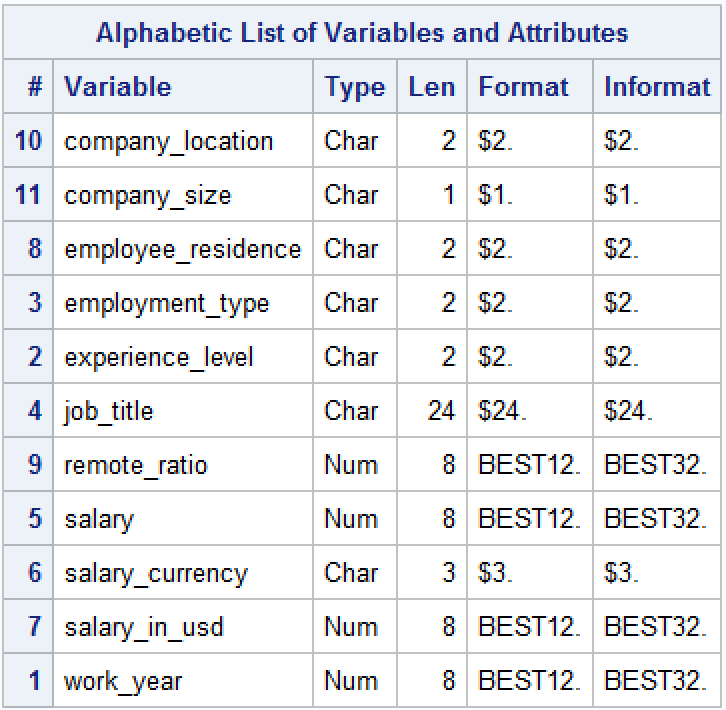 Alphabetic List of Variables and Attributes
# Variable Type Len Format Informat
10 company_location Char 2 $2. $2.
11 company_size Char 1 $1. $1.
8 employee_residence Char 2 $2. $2.
3 employment_type Char 2 $2. $2.
2 experience_level Char 2 $2. $2.
4 job_title Char 24 $24. $24.
9 remote_ratio Num 8 BEST12. BEST32.
5 salary Num 8 BEST12. BEST32.
6 salary_currency Char 3 $3. $3.
7 salary_in_usd Num 8 BEST12. BEST32.
1 work_year Num 8 BEST12. BEST32.